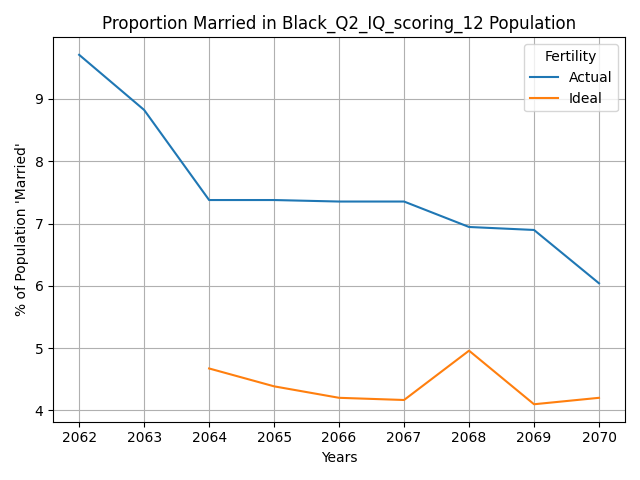 Proportion Married in Black_Q2_IQ_scoring_12 Population
Fertility
Actual
Ideal
% of Population 'Married'
9
8
7
6
5
4
2062 2063 2064 2065 2066 2067 2068 2069 2070
Years